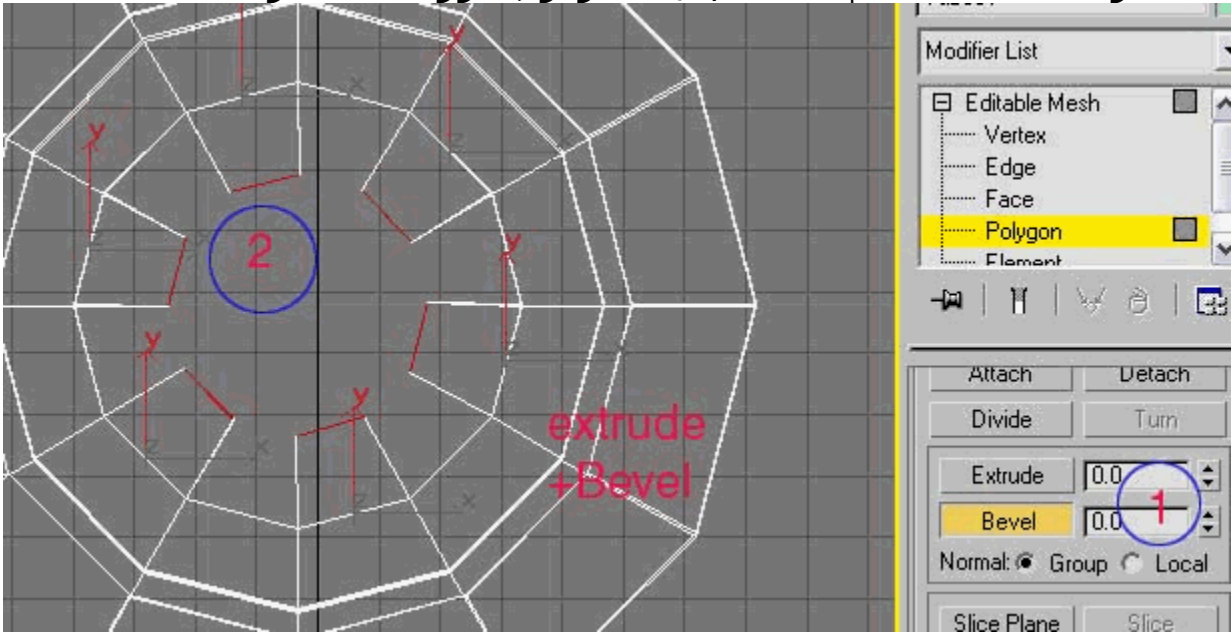 Modifier List
Editable Mesh
Vertex
Edge
Face
Polygon
Element
Attach Detach
Divide Turn
Extrude 0.0
Bevel 0.0
1
Normal: Group Local
Slice Plane Slice
y
y
y
y
y
2
extrude
+Bevel
z x
z x
z x
z x
z x
z x